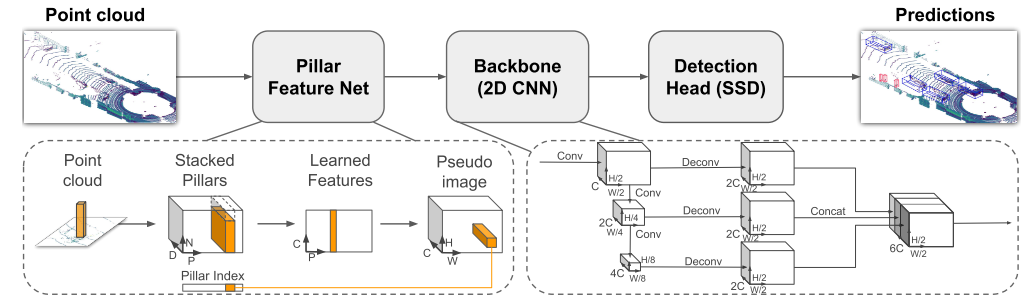 Point cloud
Predictions
Pillar
Feature Net
Backbone
(2D CNN)
Detection
Head (SSD)
Point
cloud
Stacked
Pillars
Learned
Features
Pseudo
image
N
D
P
C
P
H
C
W
Pillar Index
Conv
C
H/2
W/2
Conv
2C
H/4
W/4
Conv
4C
H/8
W/8
Deconv
2C
H/2
W/2
Deconv
2C
W/2
Deconv
2C
H/2
W/2
Concat
6C
H/2
W/2